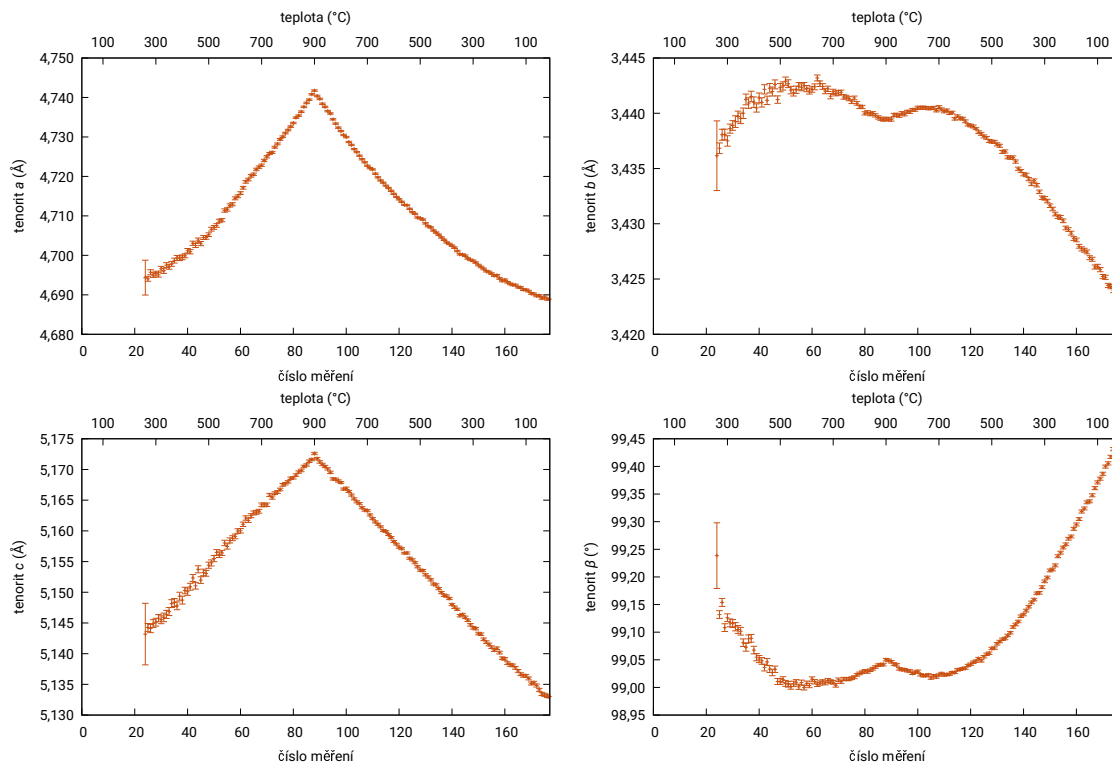 teplota (°C)
100 300 500 700 900 700 500 300 100
4,750
4,740
4,730
4,720
4,710
4,700
4,690
4,680
tenorit a (Å)
0 20 40 60 80 100 120 140 160
číslo měření
teplota (°C)
100 300 500 700 900 700 500 300 100
3,445
3,440
3,435
3,430
3,425
3,420
tenorit b (Å)
0 20 40 60 80 100 120 140 160
číslo měření
teplota (°C)
100 300 500 700 900 700 500 300 100
5,175
5,170
5,165
5,160
5,155
5,150
5,145
5,140
5,135
5,130
tenorit c (Å)
0 20 40 60 80 100 120 140 160
číslo měření
teplota (°C)
100 300 500 700 900 700 500 300 100
99,45
99,40
99,35
99,30
99,25
99,20
99,15
99,10
99,05
99,00
98,95
tenorit β (°)
0 20 40 60 80 100 120 140 160
číslo měření